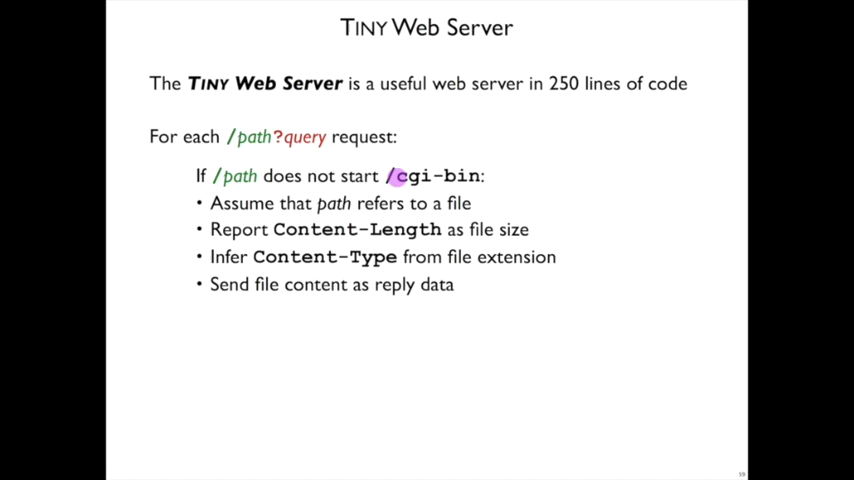 TINY Web Server
The TINY Web Server is a useful web server in 250 lines of code
For each /path?query request:
If /path does not start /cgi-bin:
• Assume that path refers to a file
• Report Content-Length as file size
• Infer Content-Type from file extension
• Send file content as reply data